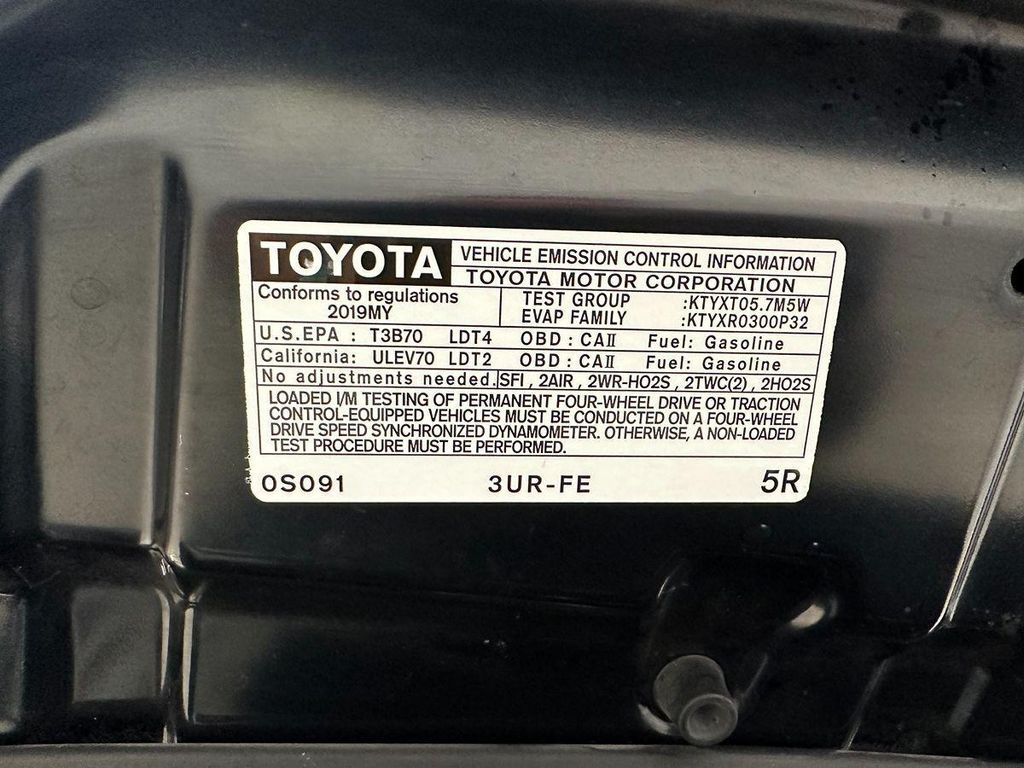 TOYOTA VEHICLE EMISSION CONTROL INFORMATION
TOYOTA MOTOR CORPORATION
Conforms to regulations
2019MY
TEST GROUP :KTYXT05.7M5W
EVAP FAMILY :KTYXR0300P32
U.S.EPA : T3B70 LDT4 OBD : CAII Fuel: Gasoline
California: ULEV70 LDT2 OBD : CAII Fuel: Gasoline
No adjustments needed. SFI , 2AIR , 2WR-HO2S , 2TWC(2) , 2HO2S
LOADED I/M TESTING OF PERMANENT FOUR-WHEEL DRIVE OR TRACTION
CONTROL-EQUIPPED VEHICLES MUST BE CONDUCTED ON A FOUR-WHEEL
DRIVE SPEED SYNCHRONIZED DYNAMOMETER. OTHERWISE, A NON-LOADED
TEST PROCEDURE MUST BE PERFORMED.
0S091 3UR-FE 5R